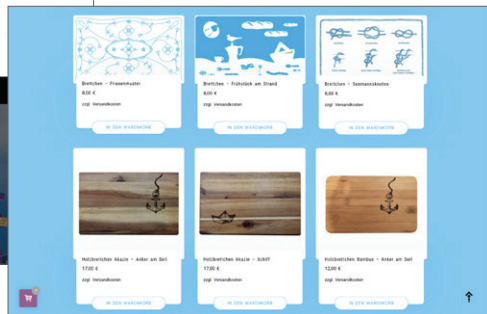 Brettchen - Friesenmuster
8,00 €
zzgl. Versandkosten
IN DEN WARENKORB
Brettchen - Frühstück am Strand
8,00 €
zzgl. Versandkosten
IN DEN WARENKORB
Brettchen - Seemannsknoten
8,00 €
zzgl. Versandkosten
IN DEN WARENKORB
Holzbrettchen Akazie - Anker am Seil
17,00 €
zzgl. Versandkosten
IN DEN WARENKORB
Holzbrettchen Akazie - Schiff
17,00 €
zzgl. Versandkosten
IN DEN WARENKORB
Holzbrettchen Bambus - Anker am Seil
12,00 €
zzgl. Versandkosten
IN DEN WARENKORB